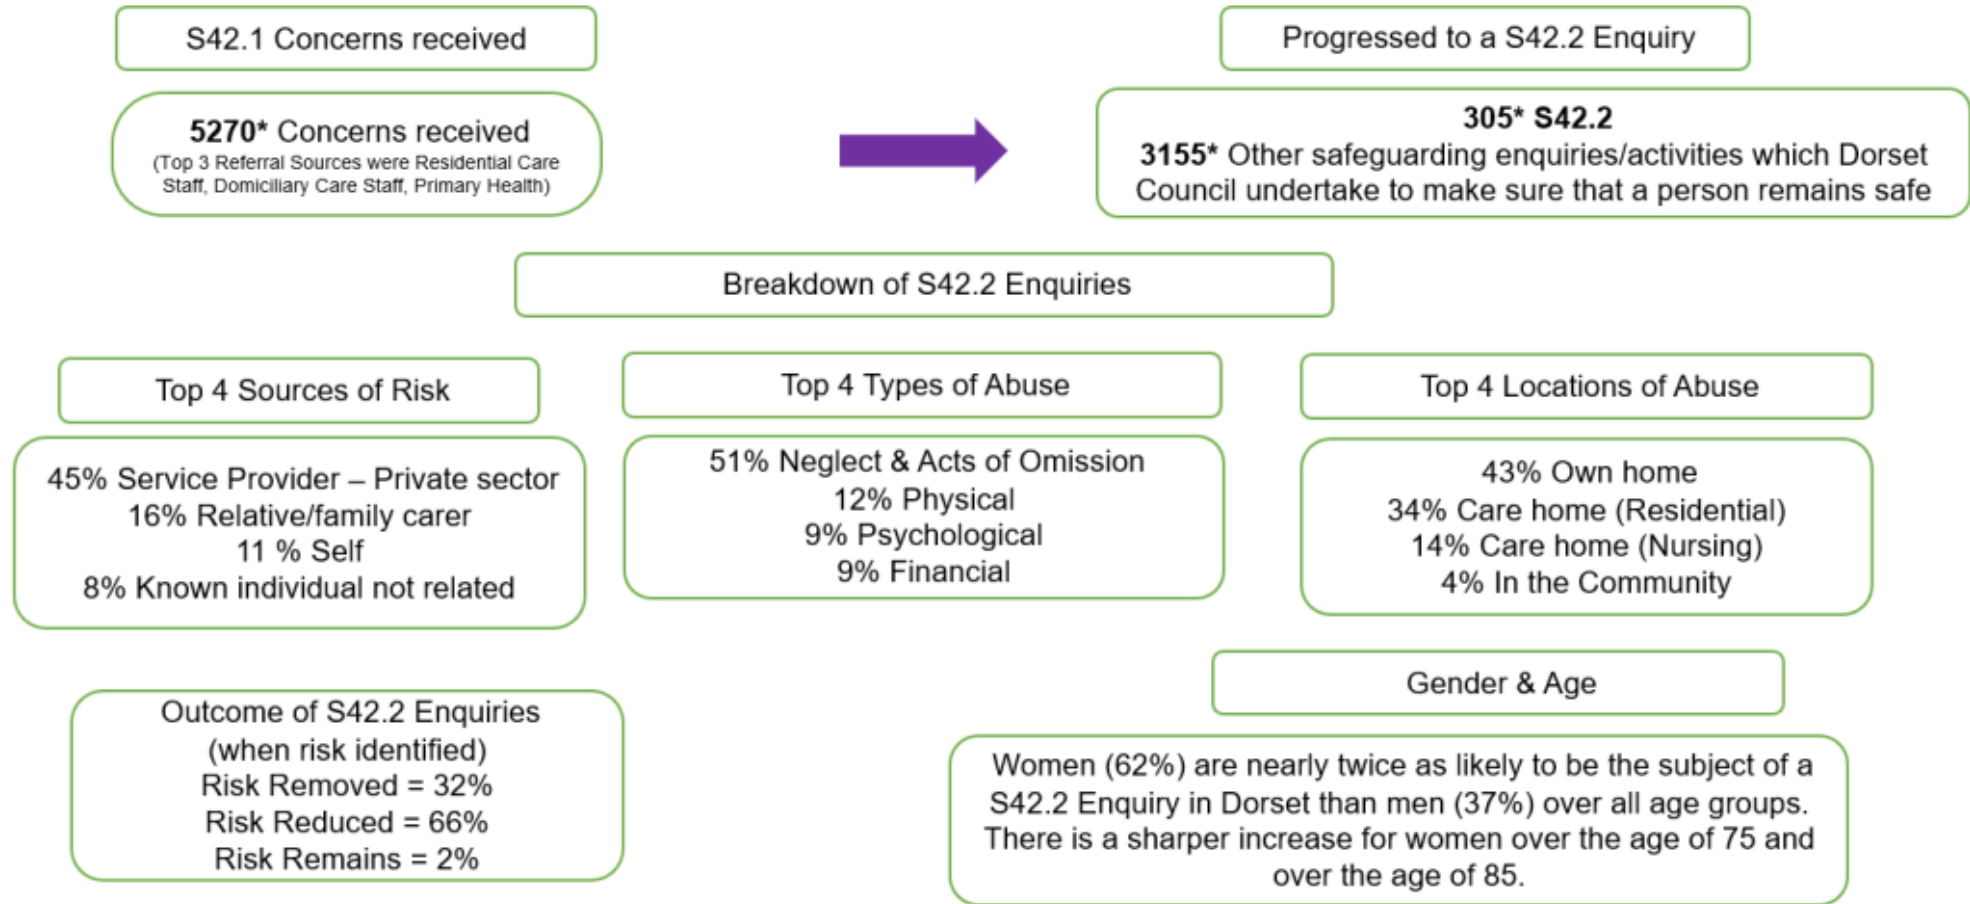 S42.1 Concerns received
Progressed to a S42.2 Enquiry
5270* Concerns received
(Top 3 Referral Sources were Residential Care
Staff, Domiciliary Care Staff, Primary Health)
305* S42.2
3155* Other safeguarding enquiries/activities which Dorset
Council undertake to make sure that a person remains safe
Breakdown of S42.2 Enquiries
Top 4 Sources of Risk
45% Service Provider – Private sector
16% Relative/family carer
11 % Self
8% Known individual not related
Top 4 Types of Abuse
51% Neglect & Acts of Omission
12% Physical
9% Psychological
9% Financial
Top 4 Locations of Abuse
43% Own home
34% Care home (Residential)
14% Care home (Nursing)
4% In the Community
Outcome of S42.2 Enquiries
(when risk identified)
Risk Removed = 32%
Risk Reduced = 66%
Risk Remains = 2%
Gender & Age
Women (62%) are nearly twice as likely to be the subject of a
S42.2 Enquiry in Dorset than men (37%) over all age groups.
There is a sharper increase for women over the age of 75 and
over the age of 85.